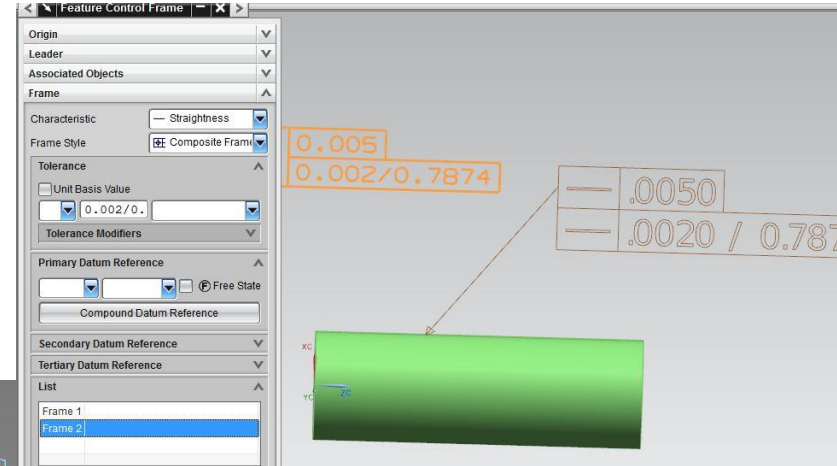 Feature Control Frame
Origin
Leader
Associated Objects
Frame
Characteristic
— Straightness
Frame Style
Composite Frame
Tolerance
Unit Basis Value
0.002/0.
Tolerance Modifiers
Primary Datum Reference
Ⓕ Free State
Compound Datum Reference
Secondary Datum Reference
Tertiary Datum Reference
List
Frame 1
Frame 2
0.005
0.002/0.7874
— .0050
— .0020 / 0.787
XC
YC
ZC